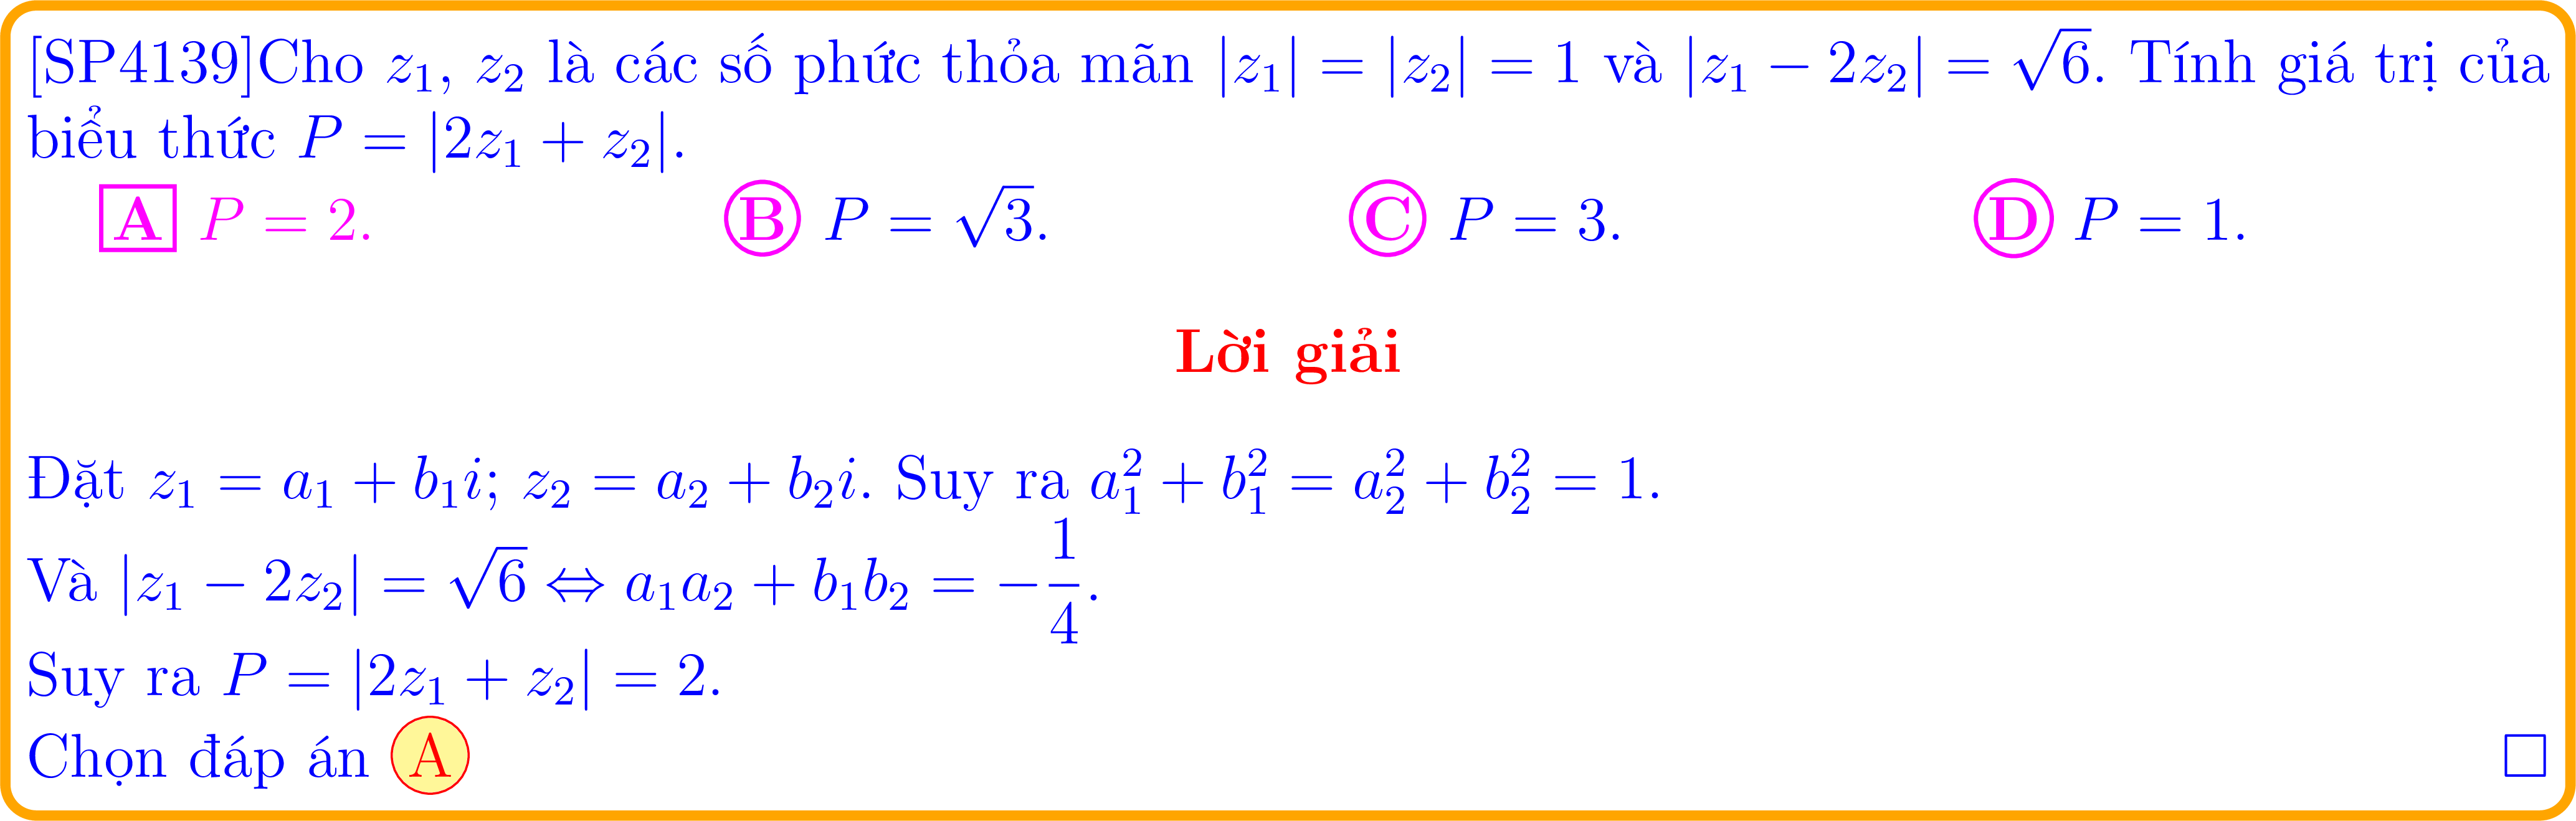 [SP4139]Cho $z_1$, $z_2$ là các số phức thỏa mãn $|z_1| = |z_2| = 1$ và $|z_1 - 2z_2| = \sqrt{6}$. Tính giá trị của
biểu thức $P = |2z_1 + z_2|$.
A $P = 2$. B $P = \sqrt{3}$. C $P = 3$. D $P = 1$.
Lời giải
Đặt $z_1 = a_1 + b_1i$; $z_2 = a_2 + b_2i$. Suy ra $a_1^2 + b_1^2 = a_2^2 + b_2^2 = 1$.
Và $|z_1 - 2z_2| = \sqrt{6} \Leftrightarrow a_1a_2 + b_1b_2 = -\frac{1}{4}$.
Suy ra $P = |2z_1 + z_2| = 2$.
Chọn đáp án A □